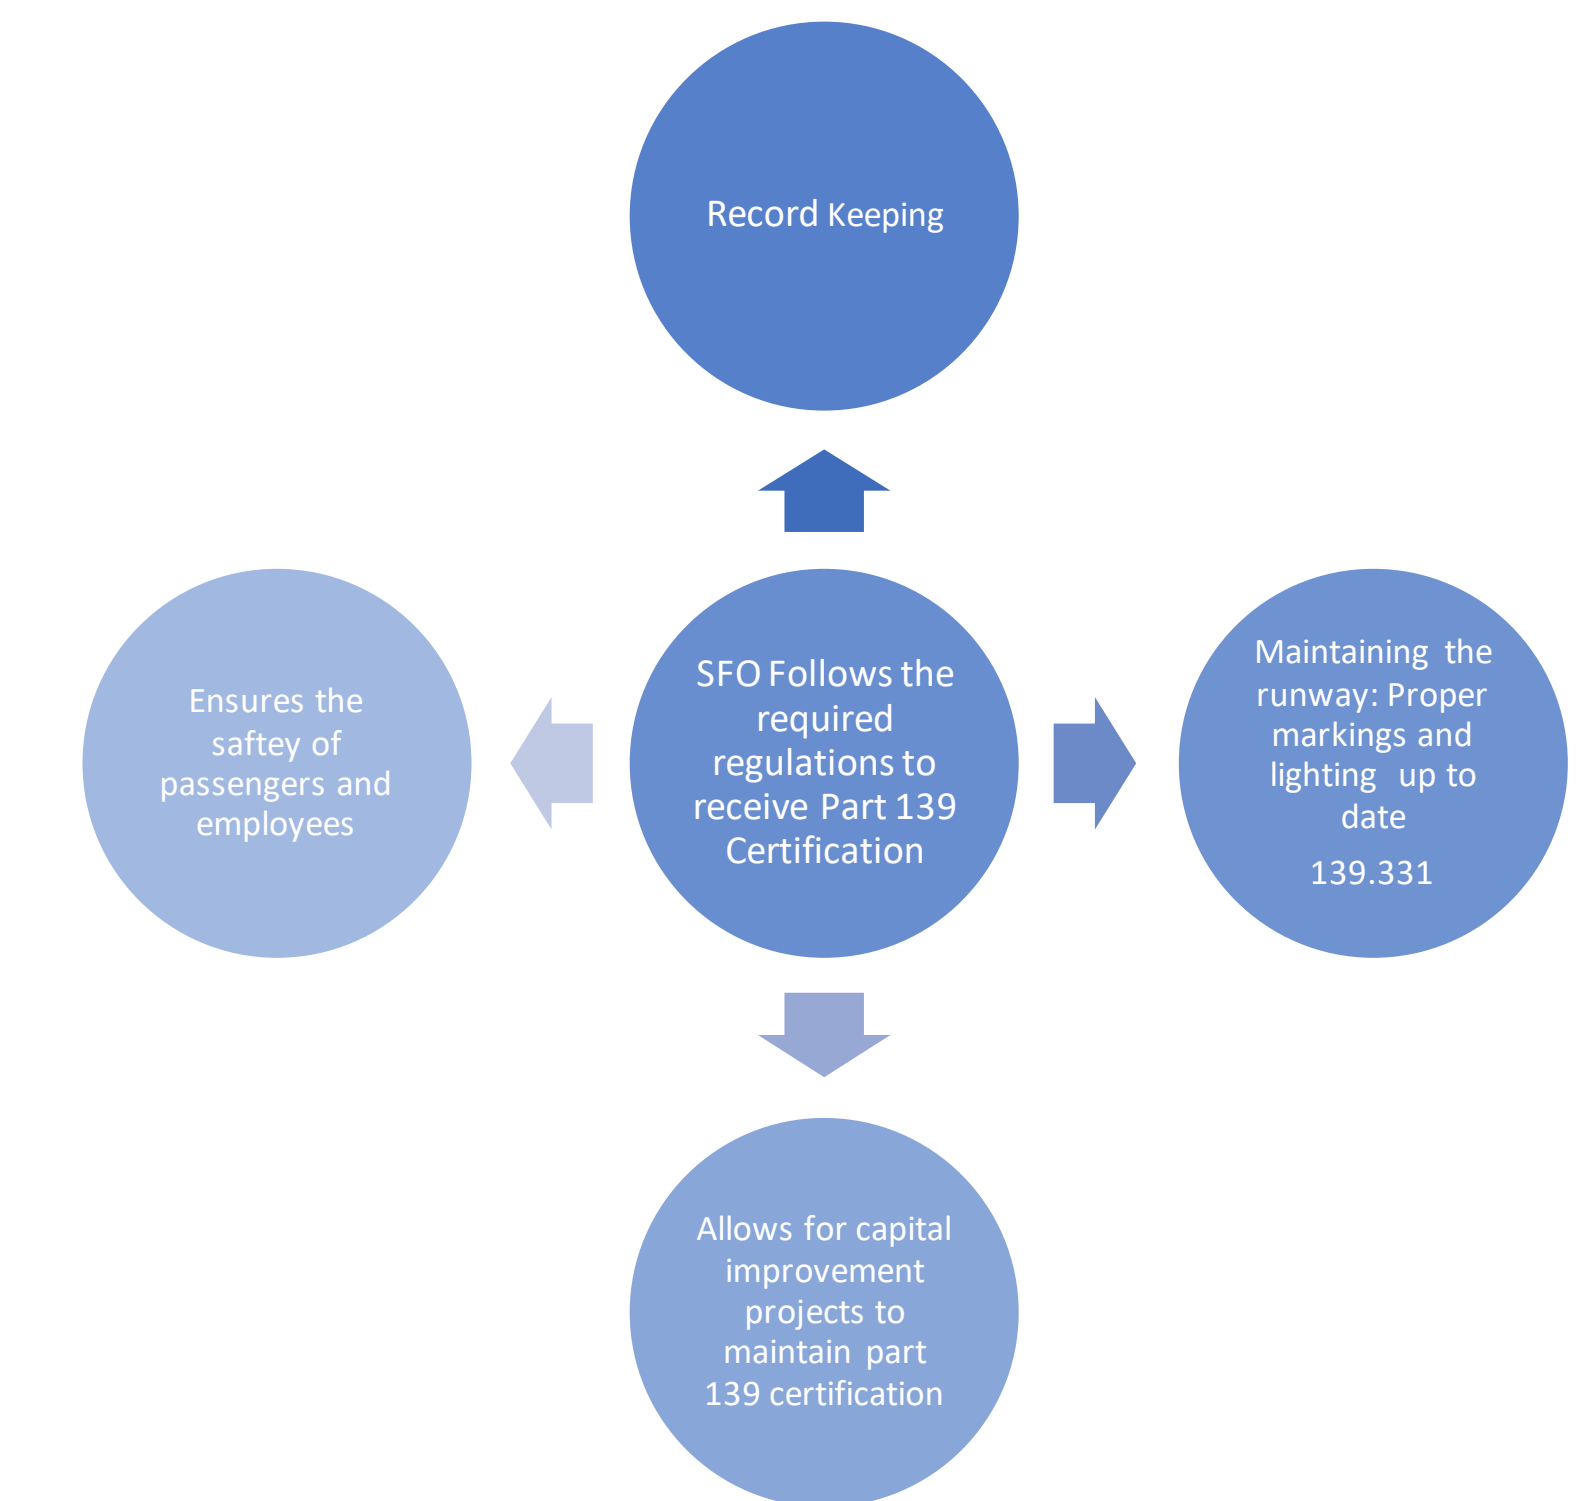 Record Keeping
Ensures the
saftey of
passengers and
employees
SFO Follows the
required
regulations to
receive Part 139
Certification
Maintaining the
runway: Proper
markings and
lighting up to
date
139.331
Allows for capital
improvement
projects to
maintain part
139 certification